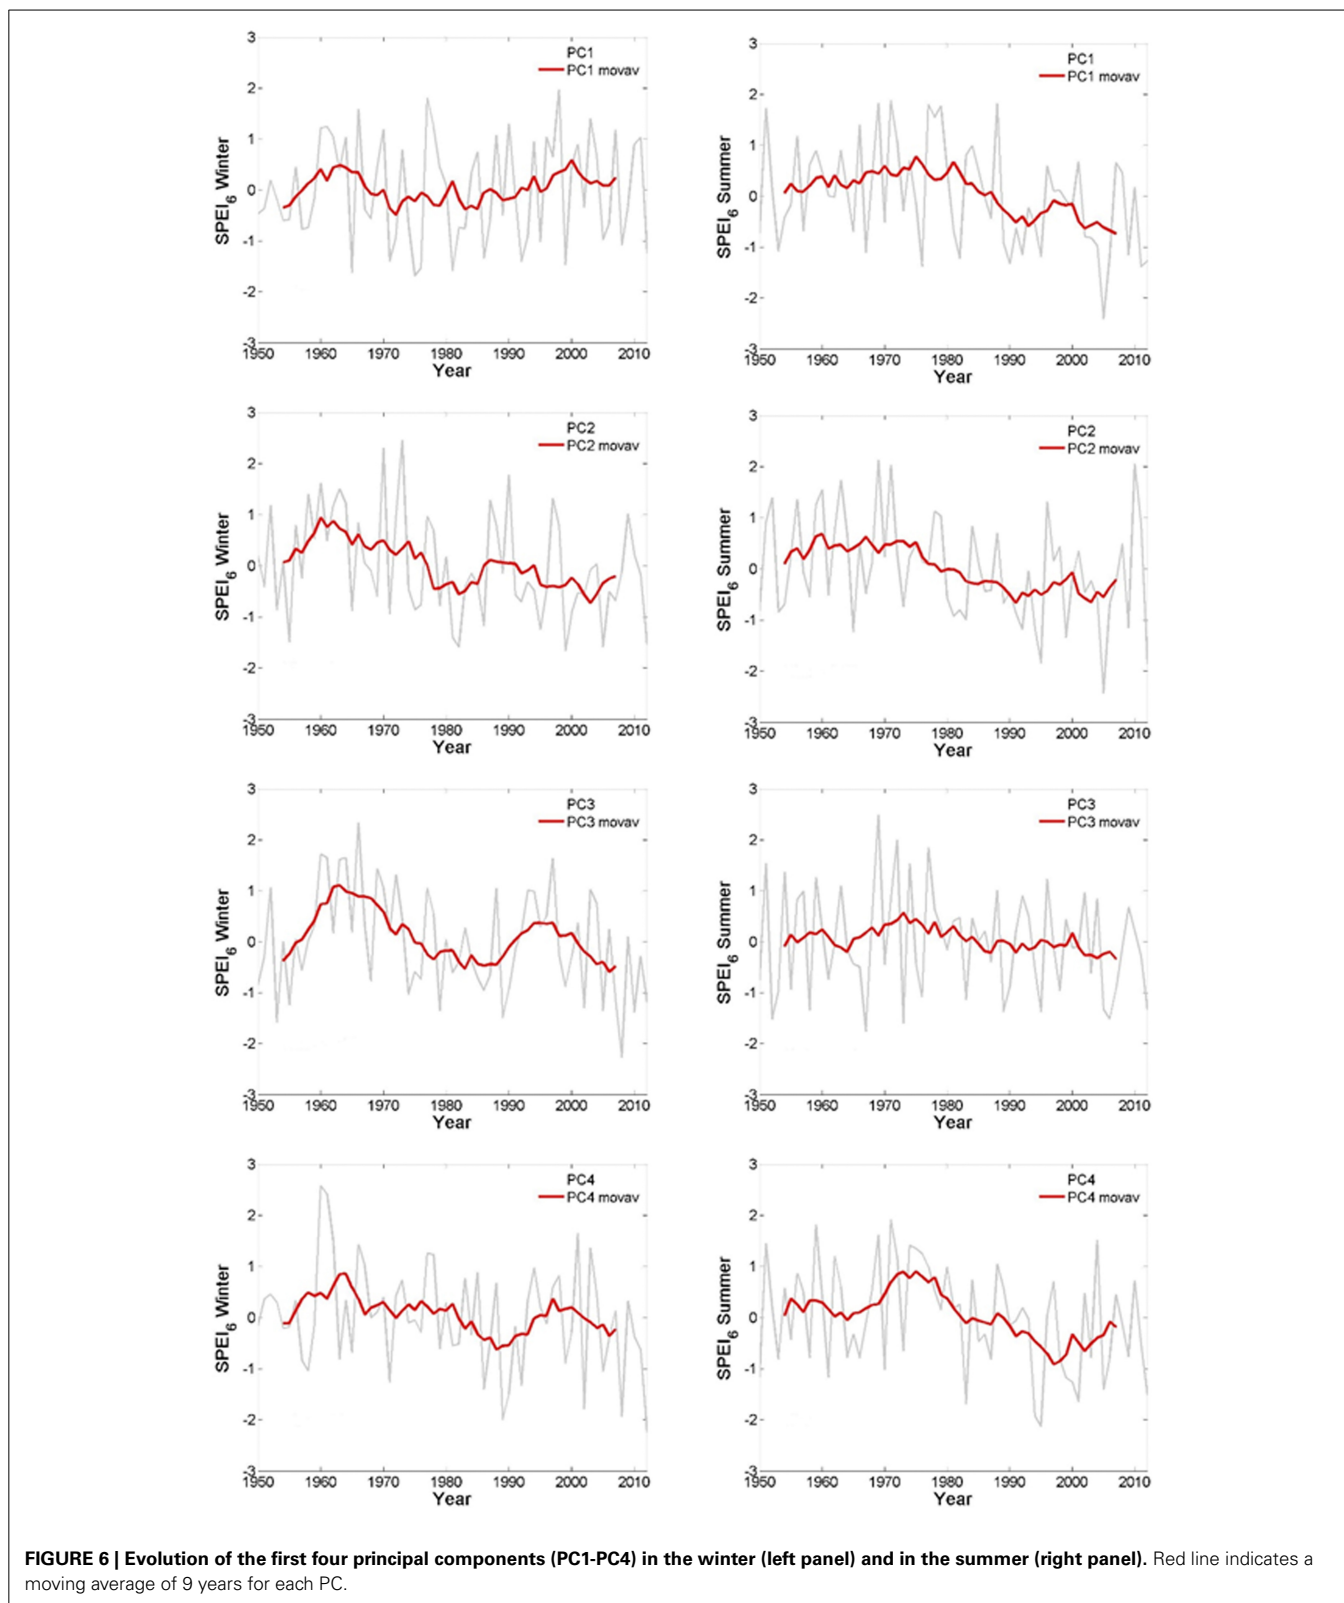 3
2
1
0
-1
-2
-3
SPEI6 Winter
PC1
PC1 movav
1950 1960 1970 1980 1990 2000 2010
Year
3
2
1
0
-1
-2
-3
SPEI6 Summer
PC1
PC1 movav
1950 1960 1970 1980 1990 2000 2010
Year
3
2
1
0
-1
-2
-3
SPEI6 Winter
PC2
PC2 movav
1950 1960 1970 1980 1990 2000 2010
Year
3
2
1
0
-1
-2
-3
SPEI6 Summer
PC2
PC2 movav
1950 1960 1970 1980 1990 2000 2010
Year
3
2
1
0
-1
-2
-3
SPEI6 Winter
PC3
PC3 movav
1950 1960 1970 1980 1990 2000 2010
Year
3
2
1
0
-1
-2
-3
SPEI6 Summer
PC3
PC3 movav
1950 1960 1970 1980 1990 2000 2010
Year
3
2
1
0
-1
-2
-3
SPEI6 Winter
PC4
PC4 movav
1950 1960 1970 1980 1990 2000 2010
Year
3
2
1
0
-1
-2
-3
SPEI6 Summer
PC4
PC4 movav
1950 1960 1970 1980 1990 2000 2010
Year
FIGURE 6 | Evolution of the first four principal components (PC1-PC4) in the winter (left panel) and in the summer (right panel). Red line indicates a
moving average of 9 years for each PC.